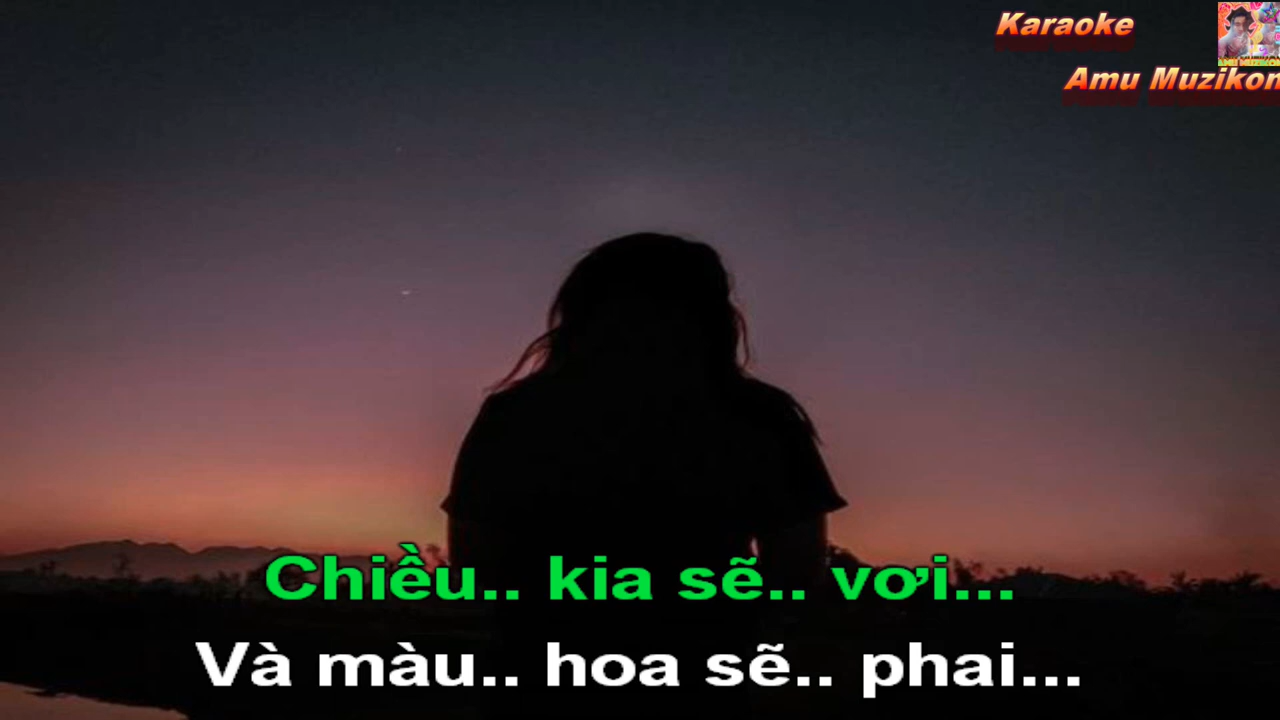 Karaoke
Amu Muzikon
Chiều.. kia sẽ.. vơi...
Và màu.. hoa sẽ.. phai...